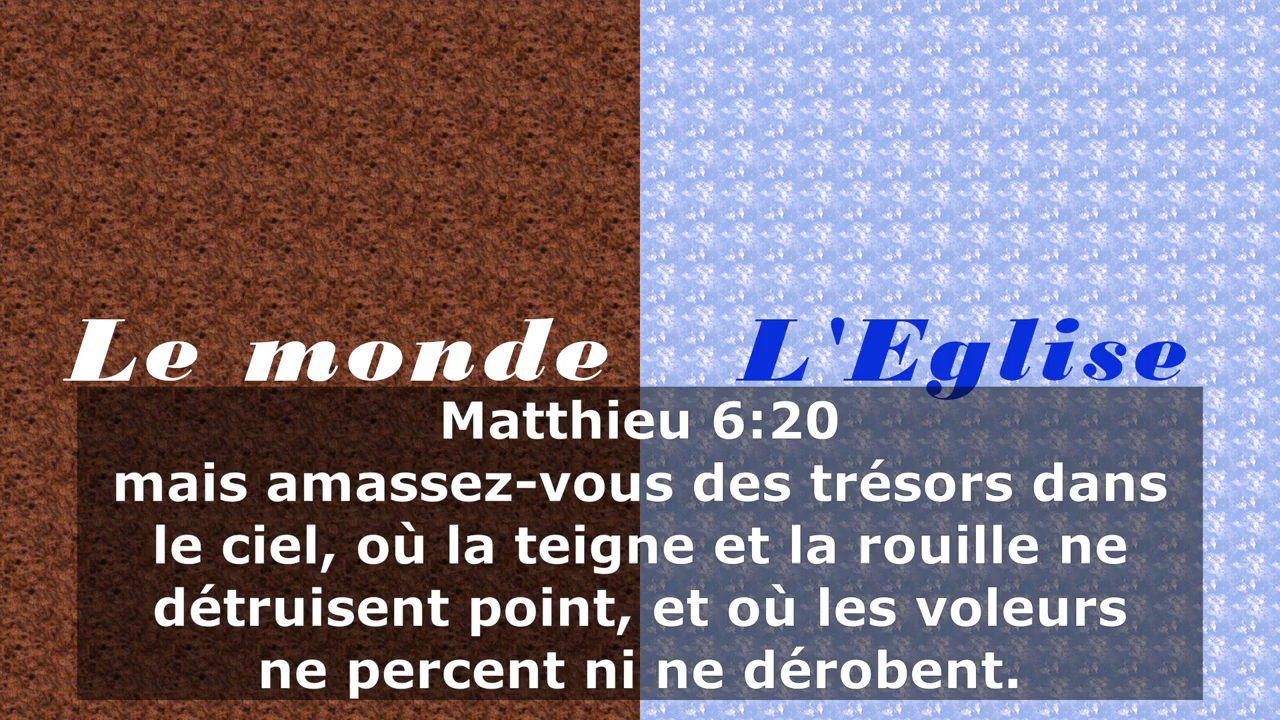 Le monde
L'Eglise
Matthieu 6:20
mais amassez-vous des trésors dans
le ciel, où la teigne et la rouille ne
détruisent point, et où les voleurs
ne percent ni ne dérobent.